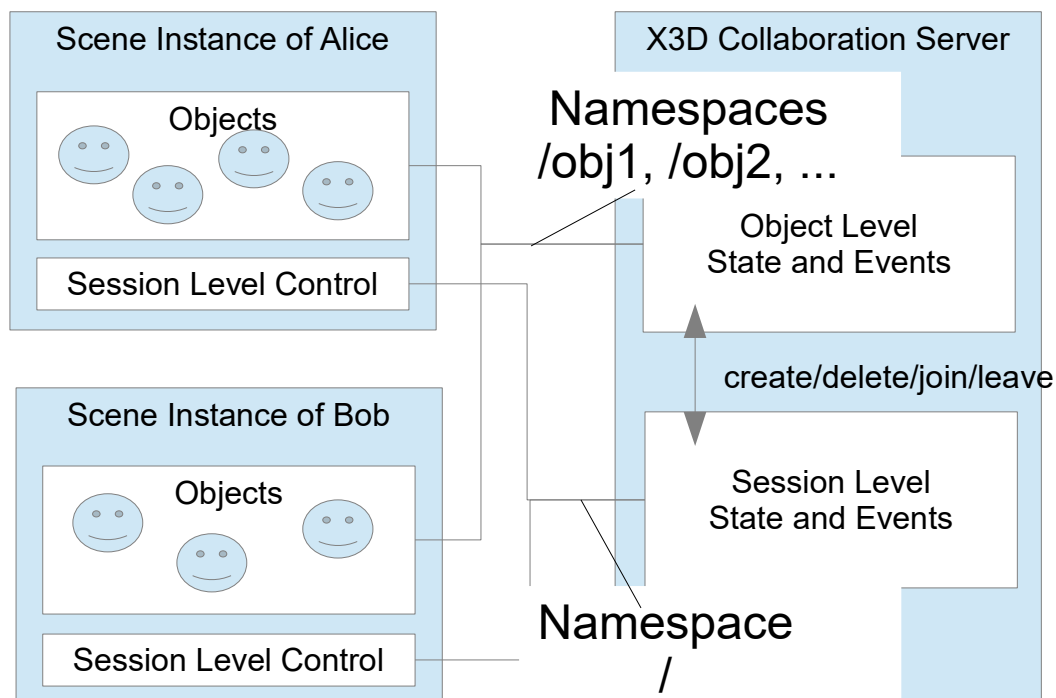 Scene Instance of Alice
Objects
Session Level Control
Scene Instance of Bob
Objects
Session Level Control
X3D Collaboration Server
Namespaces
/obj1, /obj2, ...
Object Level
State and Events
create/delete/join/leave
Session Level
State and Events
Namespace
/